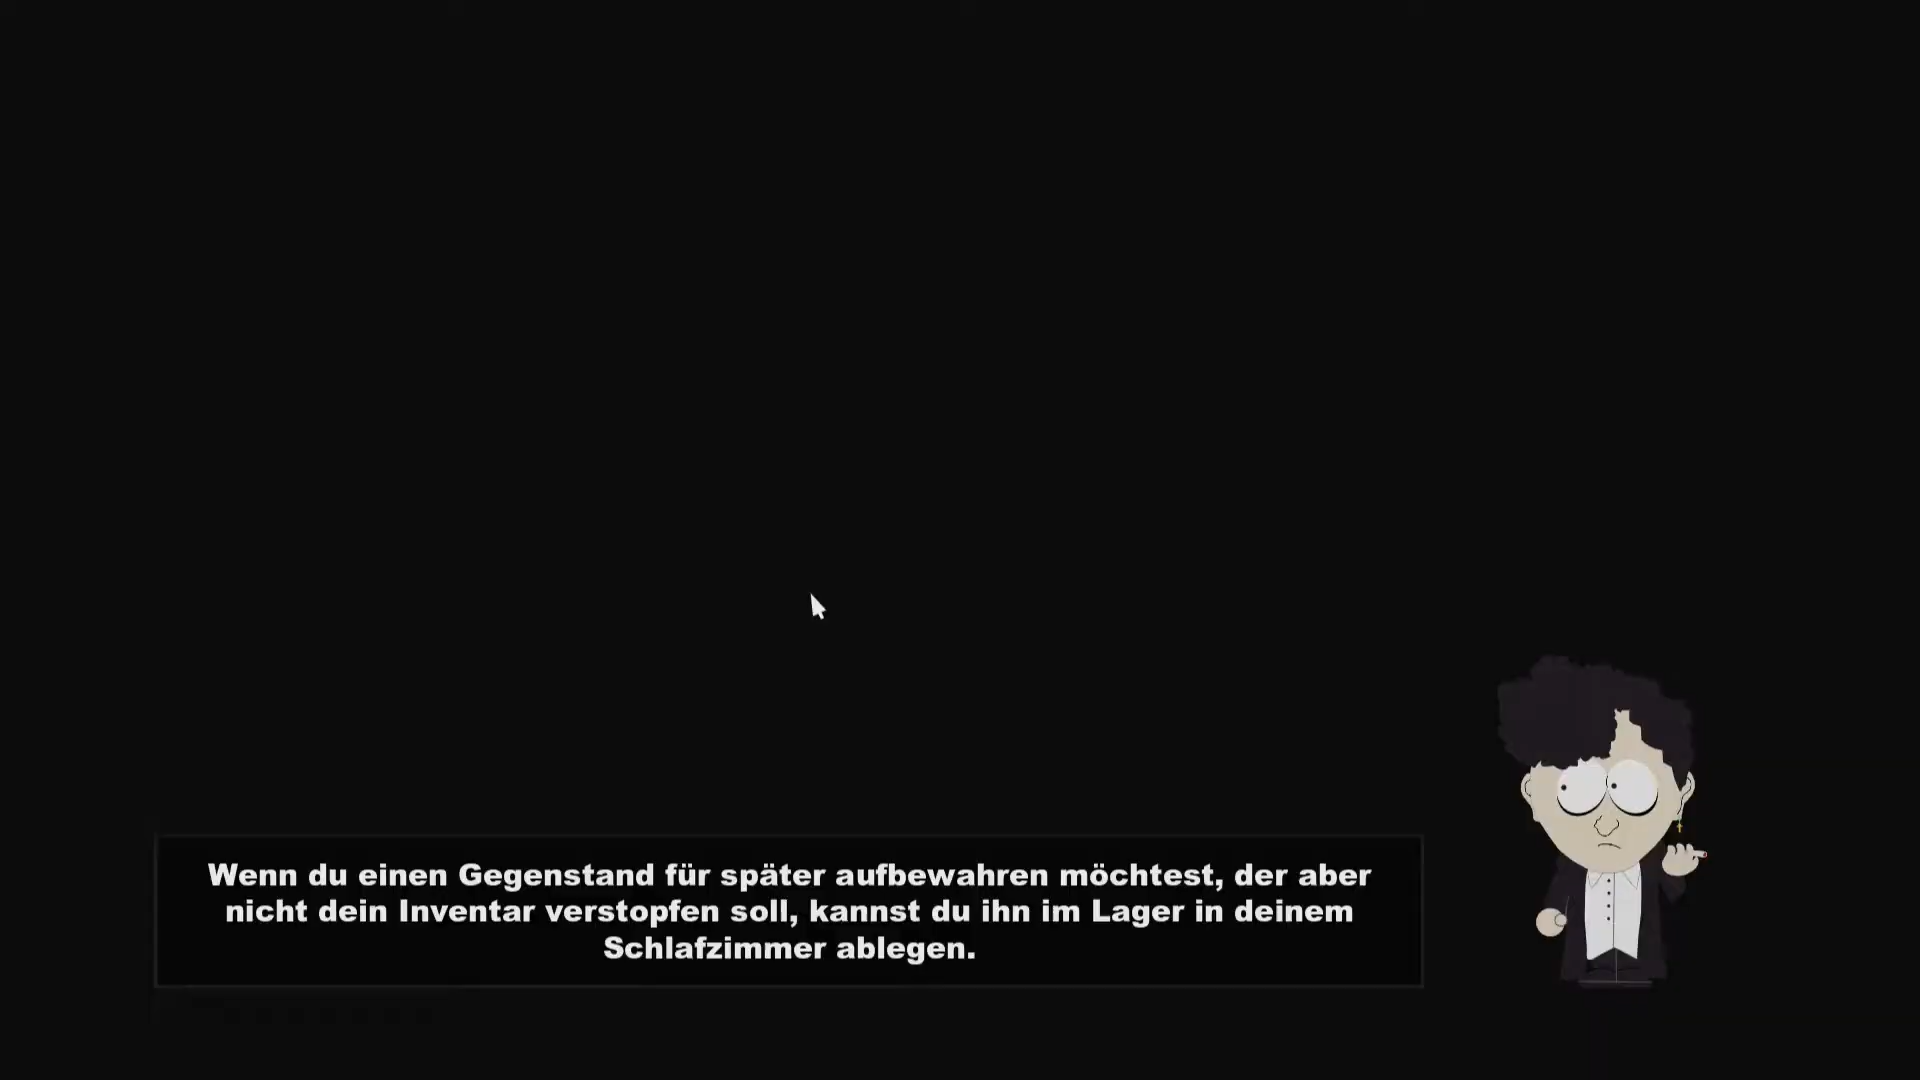 Wenn du einen Gegenstand für später aufbewahren möchtest, der aber
nicht dein Inventar verstopfen soll, kannst du ihn im Lager in deinem
Schlafzimmer ablegen.